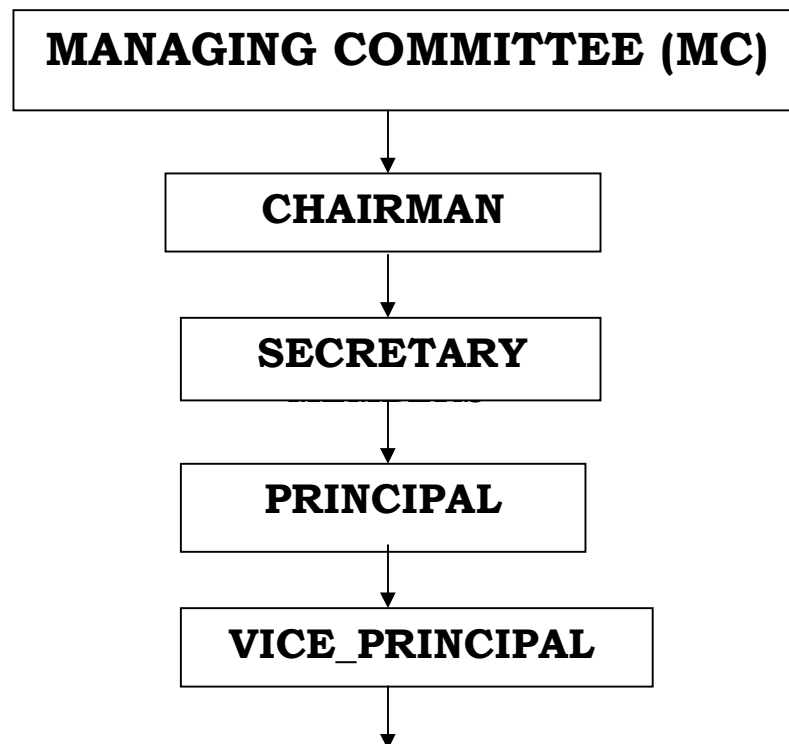 MANAGING COMMITTEE (MC)
CHAIRMAN
SECRETARY
PRINCIPAL
VICE_PRINCIPAL